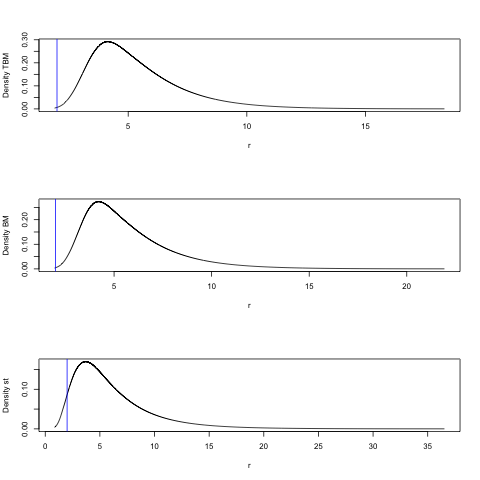 Density TBM
0.00 0.10 0.20 0.30
5 10 15
r
Density BM
0.00 0.10 0.20
5 10 15 20
r
Density st
0.00 0.10
0 5 10 15 20 25 30 35
r